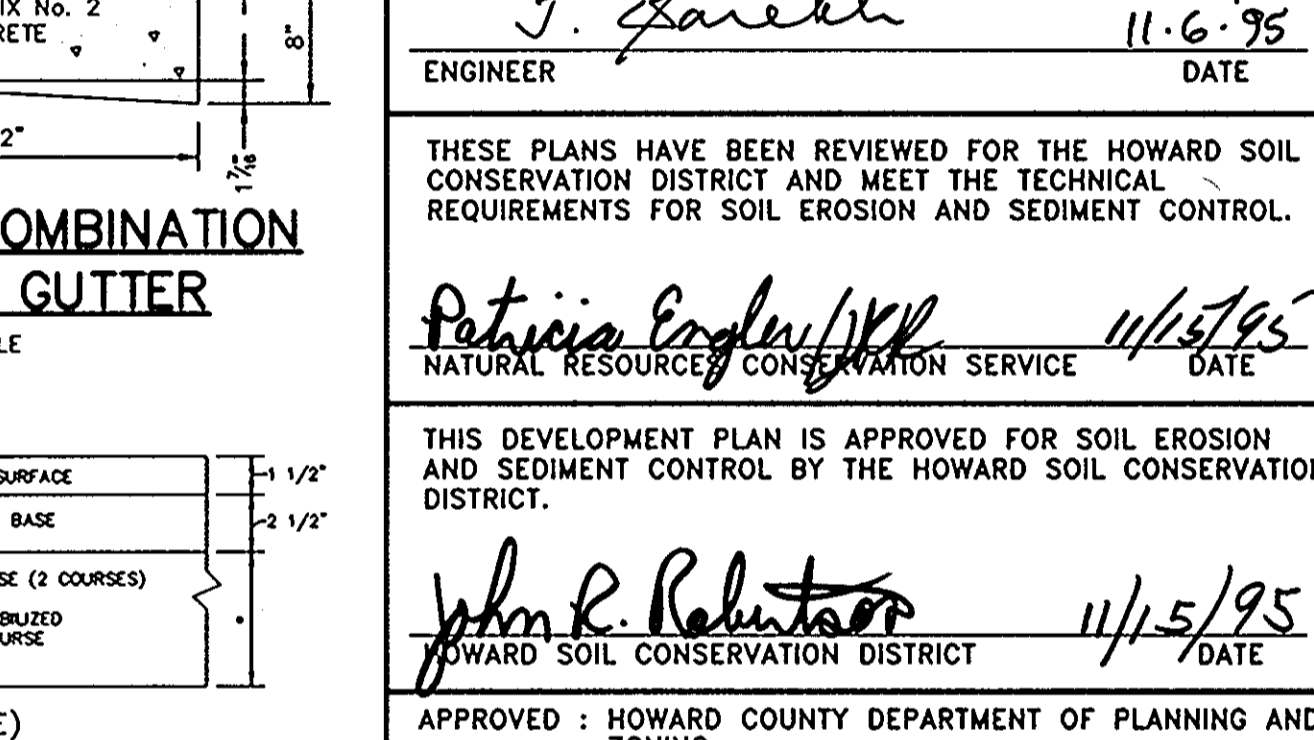 IX No. 2
RETE
8"
2"
1 7/16"
OMBINATION
GUTTER
LE
SURFACE
1 1/2"
BASE
2 1/2"
SE (2 COURSES)
BILIZED
URSE
E)
11.6.95
ENGINEER
DATE
THESE PLANS HAVE BEEN REVIEWED FOR THE HOWARD SOIL
CONSERVATION DISTRICT AND MEET THE TECHNICAL
REQUIREMENTS FOR SOIL EROSION AND SEDIMENT CONTROL.
Patricia Engler/JRR 11/15/95
NATURAL RESOURCES CONSERVATION SERVICE
DATE
THIS DEVELOPMENT PLAN IS APPROVED FOR SOIL EROSION
AND SEDIMENT CONTROL BY THE HOWARD SOIL CONSERVATION
DISTRICT.
John R. Robertson 11/15/95
HOWARD SOIL CONSERVATION DISTRICT
DATE
APPROVED : HOWARD COUNTY DEPARTMENT OF PLANNING AND